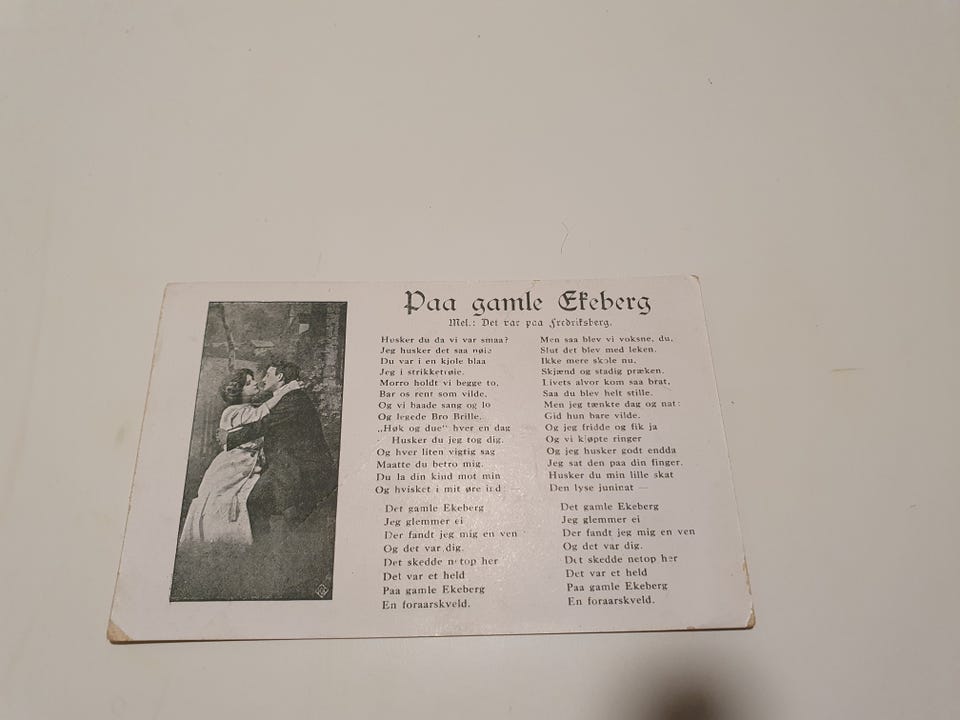 Paa gamle Ekeberg
Mel.: Det var paa Fredriksberg.
Husker du da vi var smaa?
Jeg husker det saa nøie
Du var i en kjole blaa
Jeg i strikketrøie.
Morro holdt vi begge to,
Bar os rent som vilde,
Og vi baade sang og lo
Og legede Bro Brille.
„Høk og due“ hver en dag
Husker du jeg tog dig.
Og hver liten vigtig sag
Maatte du betro mig.
Du la din kind mot min
Og hvisket i mit øre ind: —
Det gamle Ekeberg
Jeg glemmer ei
Der fandt jeg mig en ven
Og det var dig.
Det skedde netop her
Det var et held
Paa gamle Ekeberg
En foraarskveld.
Men saa blev vi voksne, du,
Slut det blev med leken.
Ikke mere skole nu,
Skjænd og stadig præken.
Livets alvor kom saa brat,
Saa du blev helt stille.
Men jeg tænkte dag og nat:
Gid hun bare vilde.
Og jeg fridde og fik ja
Og vi kjøpte ringer
Og jeg husker godt endda
Jeg sat den paa din finger.
Husker du min lille skat
Den lyse juninat —
Det gamle Ekeberg
Jeg glemmer ei
Der fandt jeg mig en ven
Og det var dig.
Det skedde netop her
Det var et held
Paa gamle Ekeberg
En foraarskveld.